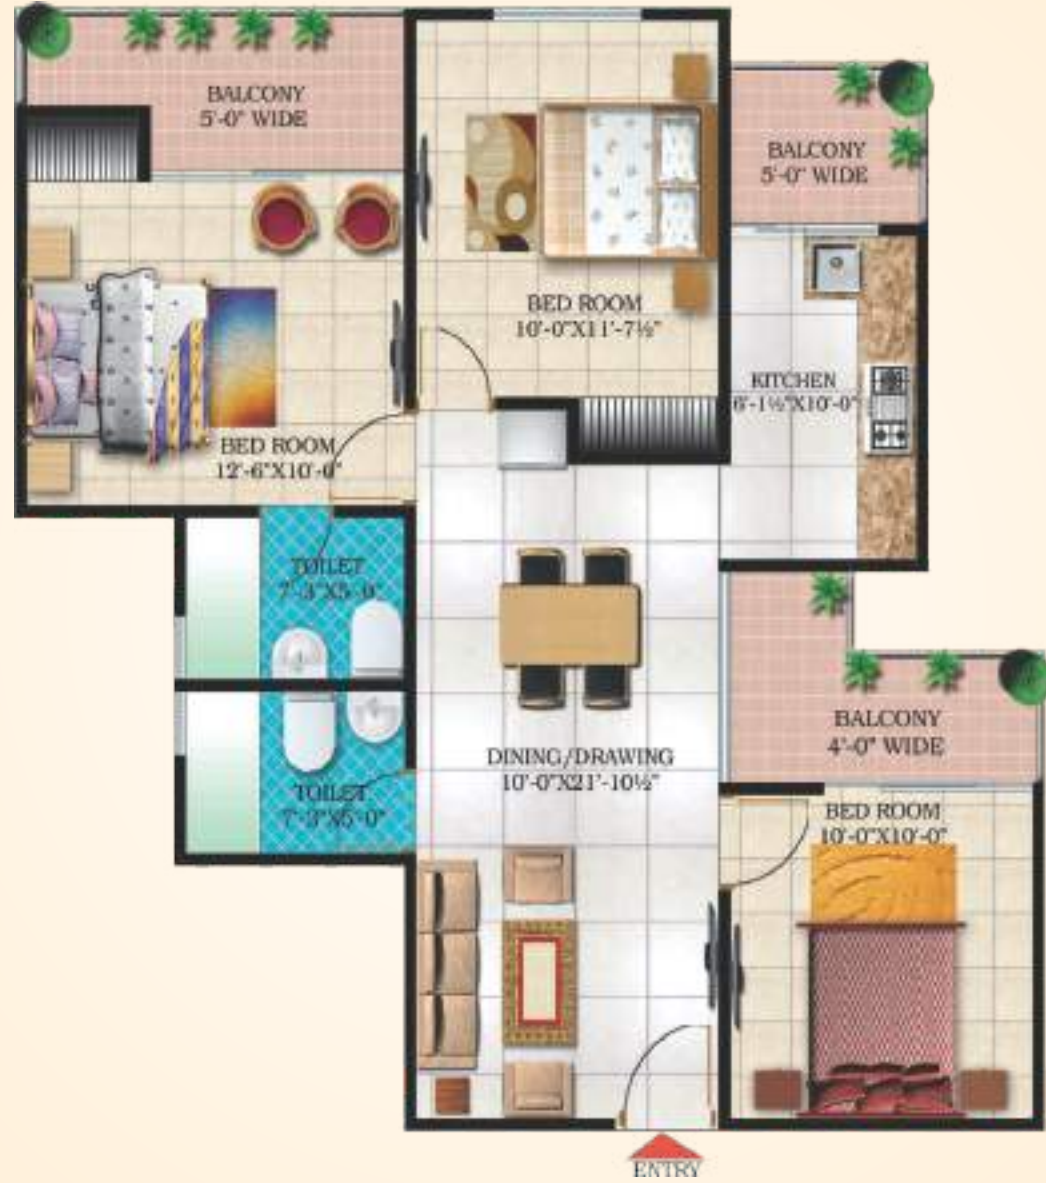 BALCONY
5'-0" WIDE
BALCONY
5'-0" WIDE
BED ROOM
10'-0"X11'-7½"
KITCHEN
6'-1½"X10'-0"
BED ROOM
12'-6"X10'-0"
TOILET
7'-3"X5'-0"
BALCONY
4'-0" WIDE
DINING/DRAWING
10'-0"X21'-10½"
TOILET
7'-3"X5'-0"
BED ROOM
10'-0"X10'-0"
ENTRY